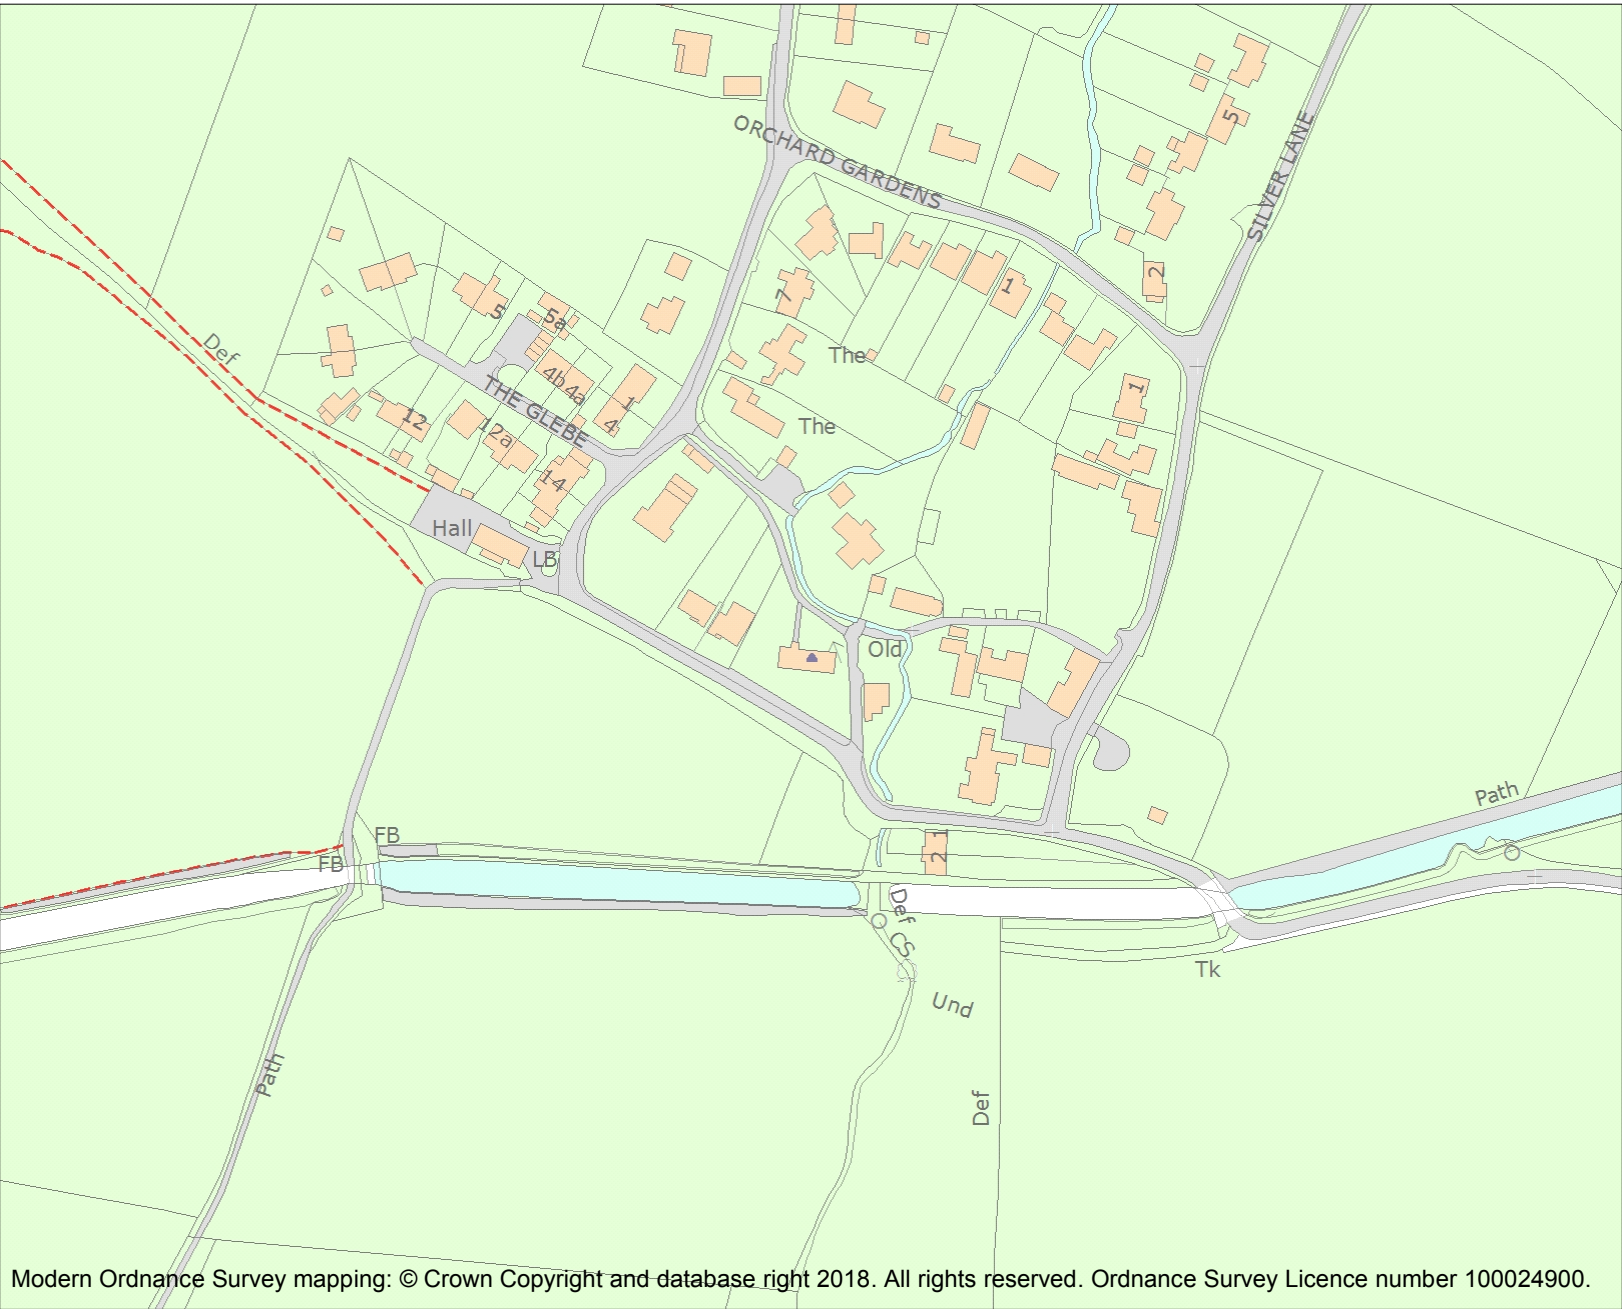 ORCHARD GARDENS
5
SILVER LANE
2
Def
5
5a
7
1
The
THE GLEBE
4b
4a
1
4
1
12
12a
The
14
Hall
LB
Old
Path
FB
FB
1
2
Def
CS
Tk
Und
Path
Def
Modern Ordnance Survey mapping: © Crown Copyright and database right 2018. All rights reserved. Ordnance Survey Licence number 100024900.